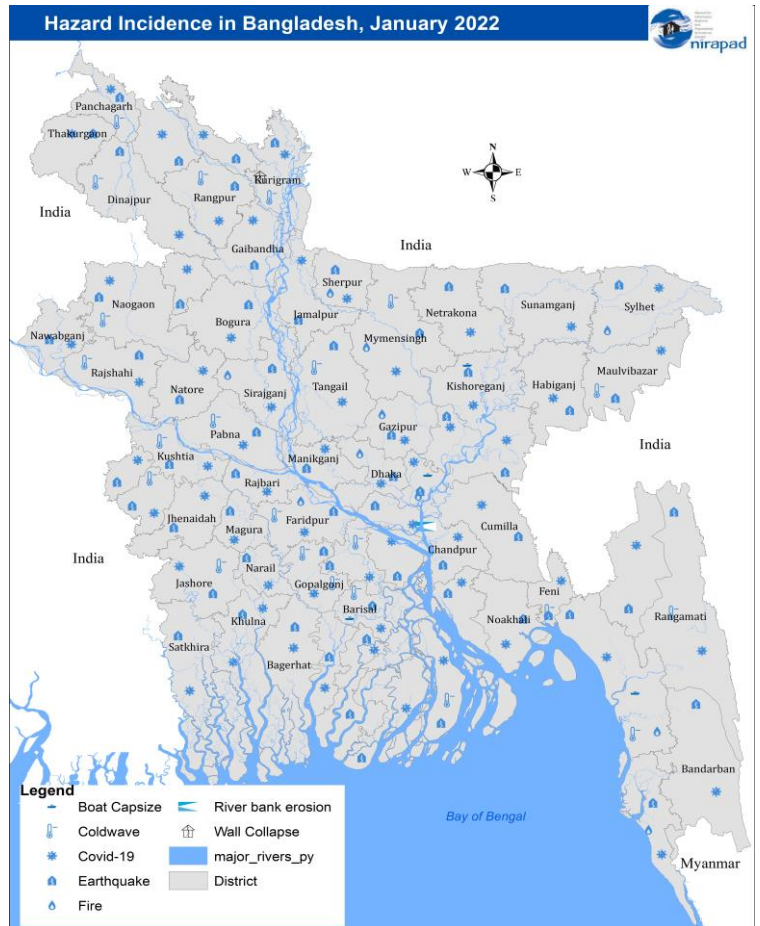 Hazard Incidence in Bangladesh, January 2022
nirapad
N
W E
S
Panchagarh
Thakurgaon
Dinajpur
Rangpur
Kurigram
India
India
Gaibandha
Sherpur
Naogaon
Bogura
Jamalpur
Netrakona
Sunamganj
Sylhet
Nawabganj
Mymensingh
Rajshahi
Natore
Sirajganj
Tangail
Kishoreganj
Habiganj
Maulvibazar
Pabna
Gazipur
Kushtia
Manikganj
Dhaka
India
Rajbari
Jhenaidah
Magura
Faridpur
Cumilla
India
Chandpur
Narail
Jashore
Gopalgonj
Feni
Barisal
Noakhali
Khulna
Rangamati
Satkhira
Bagerhat
Bandarban
Legend
Boat Capsize
River bank erosion
Coldwave
Wall Collapse
Covid-19
major_rivers_py
Earthquake
District
Fire
Bay of Bengal
Myanmar